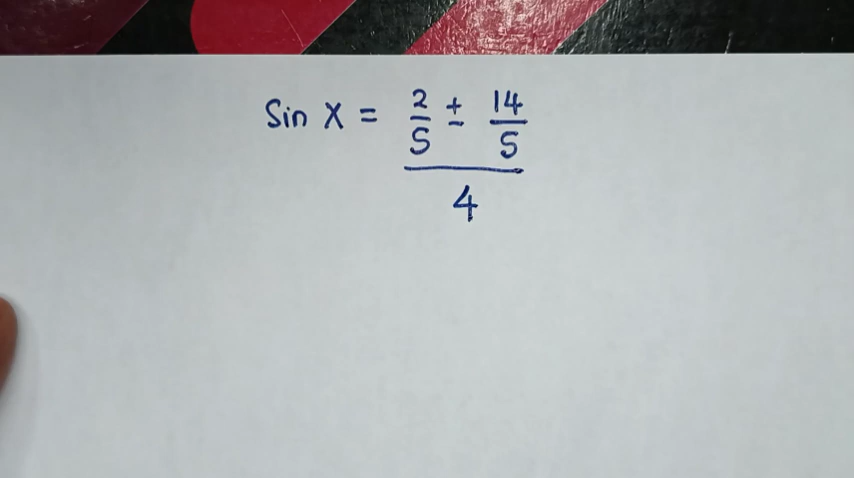 Sin X = (2/5 ± 14/5)/4